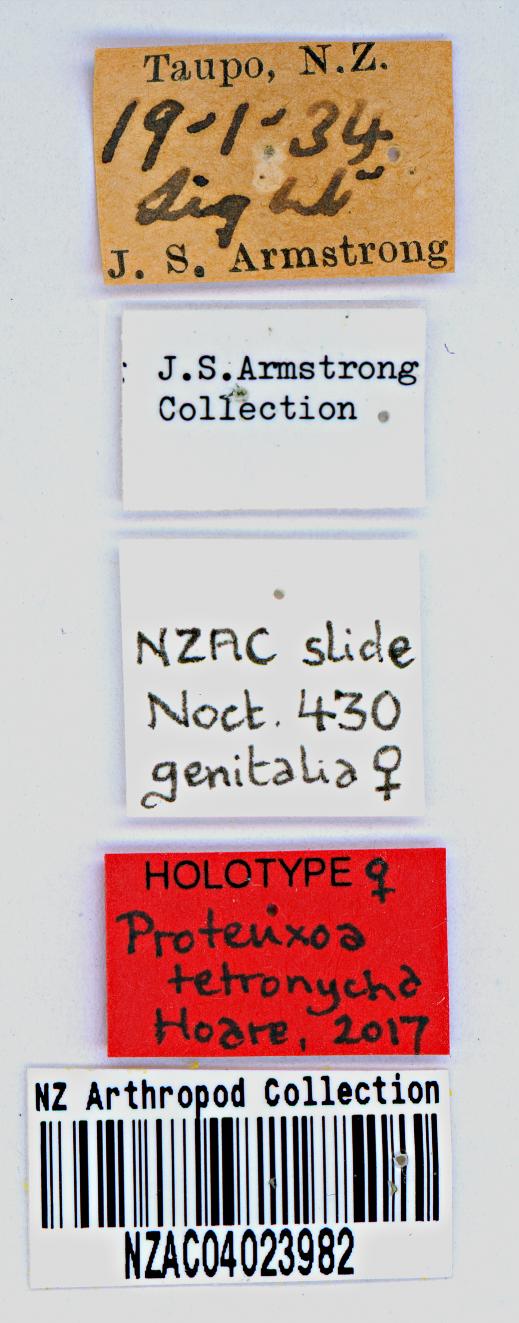 Taupo, N.Z.
19-1-34
Light
J. S. Armstrong
J.S.Armstrong
Collection
NZAC slide
Noct. 430
genitalia ♀
HOLOTYPE ♀
Proteuxoa
tetronycha
Hoare, 2017
NZ Arthropod Collection
NZAC04023982